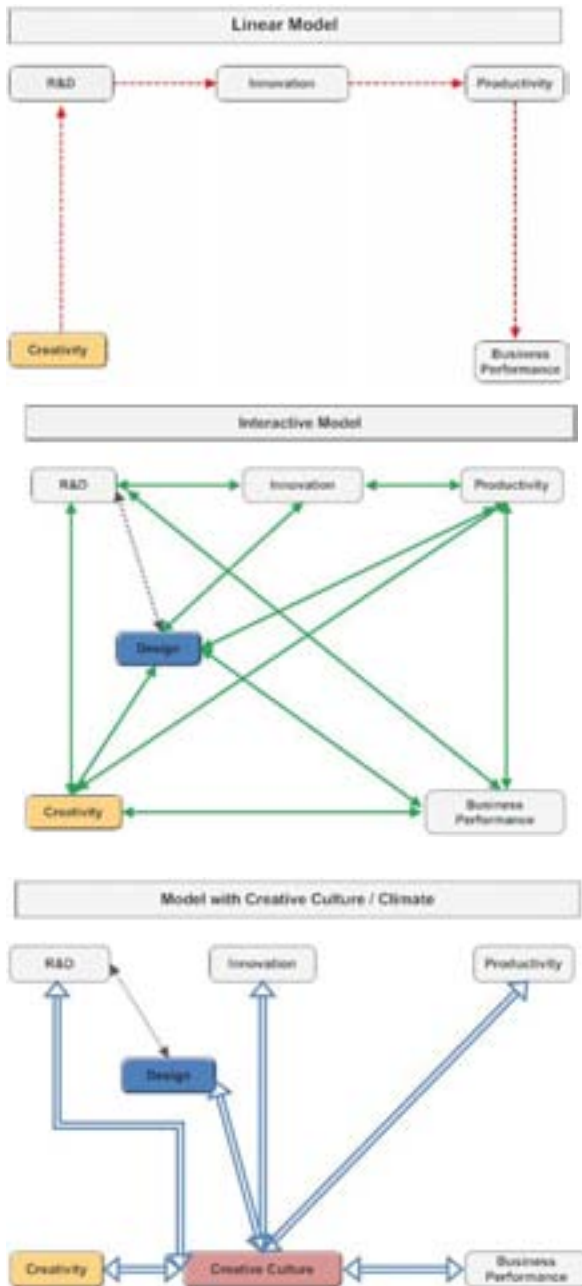 Linear Model
R&D
Innovation
Productivity
Creativity
Business
Performance
Interactive Model
R&D
Innovation
Productivity
Design
Creativity
Business
Performance
Model with Creative Culture / Climate
R&D
Innovation
Productivity
Design
Creativity
Creative Culture
Business
Performance